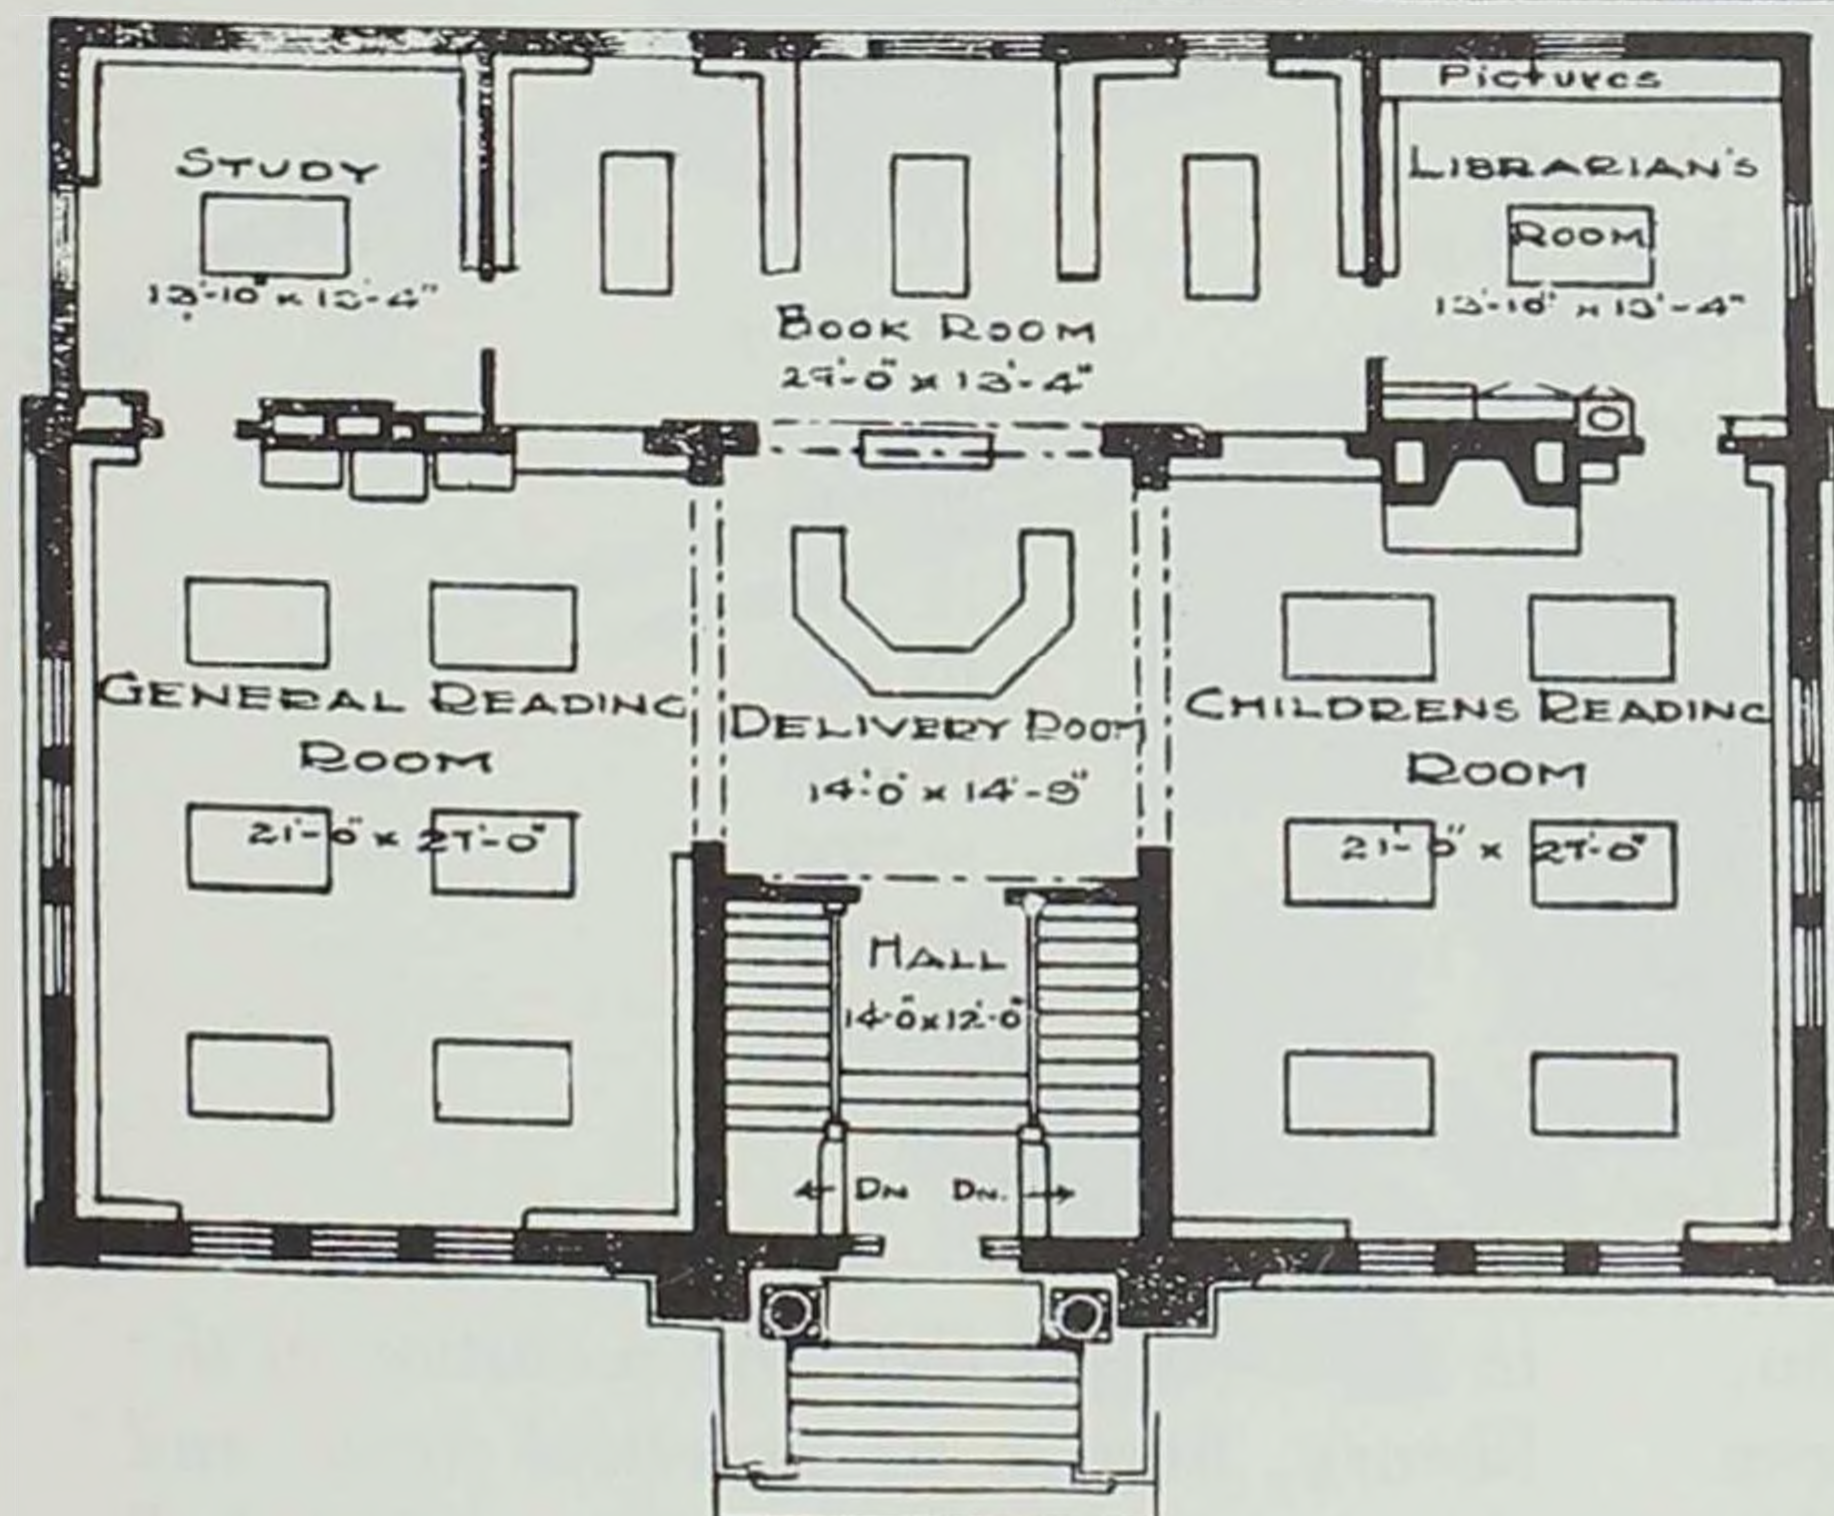 Pictures
STUDY
LIBRARIAN'S
ROOM
13'-10" x 13'-4"
13'-10" x 13'-4"
BOOK ROOM
29'-0" x 13'-4"
GENERAL READING
ROOM
21'-0" x 27'-0"
DELIVERY ROOM
14'-0" x 14'-9"
CHILDRENS READING
ROOM
21'-0" x 27'-0"
HALL
14'-0" x 12'-0"
DN
DN.